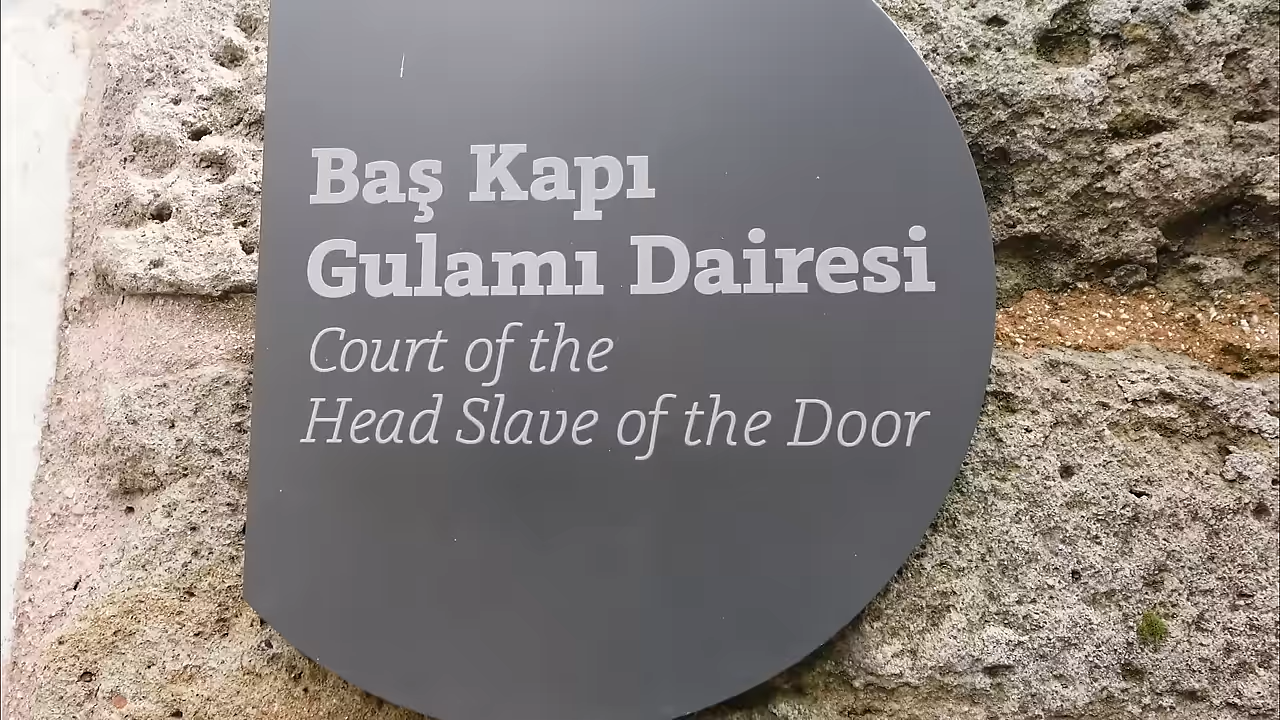 Baş Kapı
Gulamı Dairesi
Court of the
Head Slave of the Door